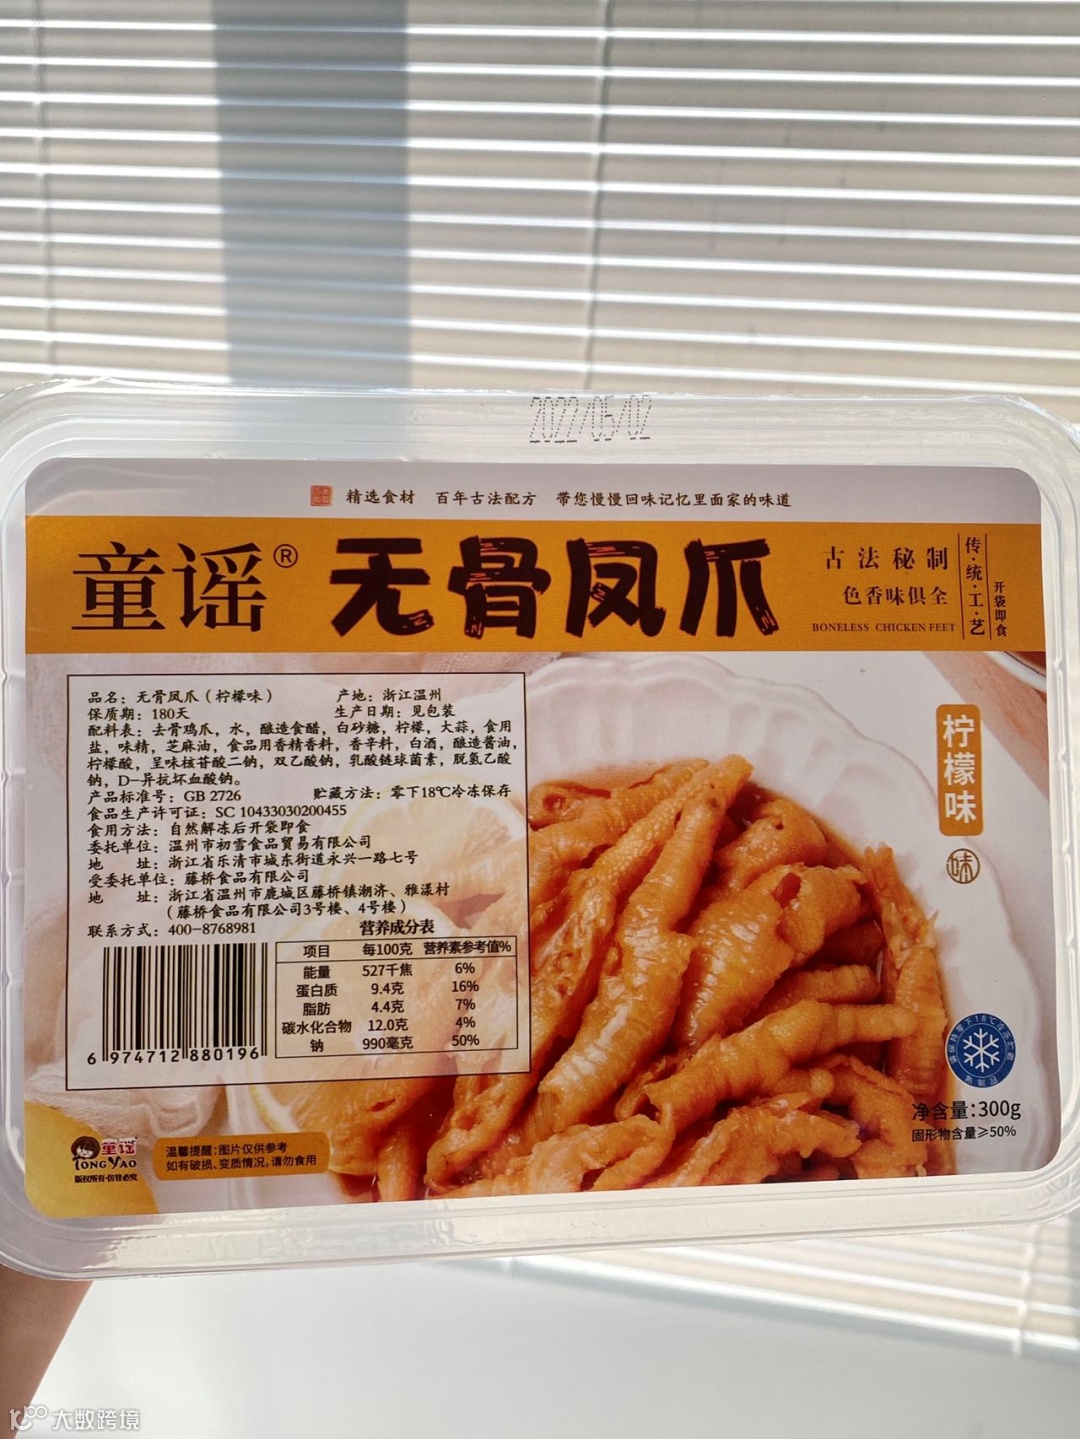 2022/05/02
精选食材 百年古法配方 带您慢慢回味记忆里面家的味道
童谣® 无骨凤爪
古法秘制
色香味俱全
BONELESS CHICKEN FEET
传·统·工·艺
开袋即食
品名：无骨凤爪（柠檬味） 产地：浙江温州
保质期：180天 生产日期：见包装
配料表：去骨鸡爪，水，酿造食醋，白砂糖，柠檬，大蒜，食用
盐，味精，芝麻油，食品用香精香料，香辛料，白酒，酿造酱油，
柠檬酸，呈味核苷酸二钠，双乙酸钠，乳酸链球菌素，脱氢乙酸
钠，D-异抗坏血酸钠。
产品标准号：GB 2726 贮藏方法：零下18℃冷冻保存
食品生产许可证：SC 10433030200455
食用方法：自然解冻后开袋即食
委托单位：温州市初雪食品贸易有限公司
地 址：浙江省乐清市城东街道永兴一路七号
受委托单位：藤桥食品有限公司
地 址：浙江省温州市鹿城区藤桥镇潮济、雅漾村
（藤桥食品有限公司3号楼、4号楼）
联系方式：400-8768981
营养成分表
项目 每100克 营养素参考值%
能量 527千焦 6%
蛋白质 9.4克 16%
脂肪 4.4克 7%
碳水化合物 12.0克 4%
钠 990毫克 50%
6 974712 880196
柠檬味
味
净含量：300g
固形物含量≥50%
童谣
TONG YAO
版权所有·仿冒必究
温馨提醒：图片仅供参考
如有破损、变质情况，请勿食用
大数跨境